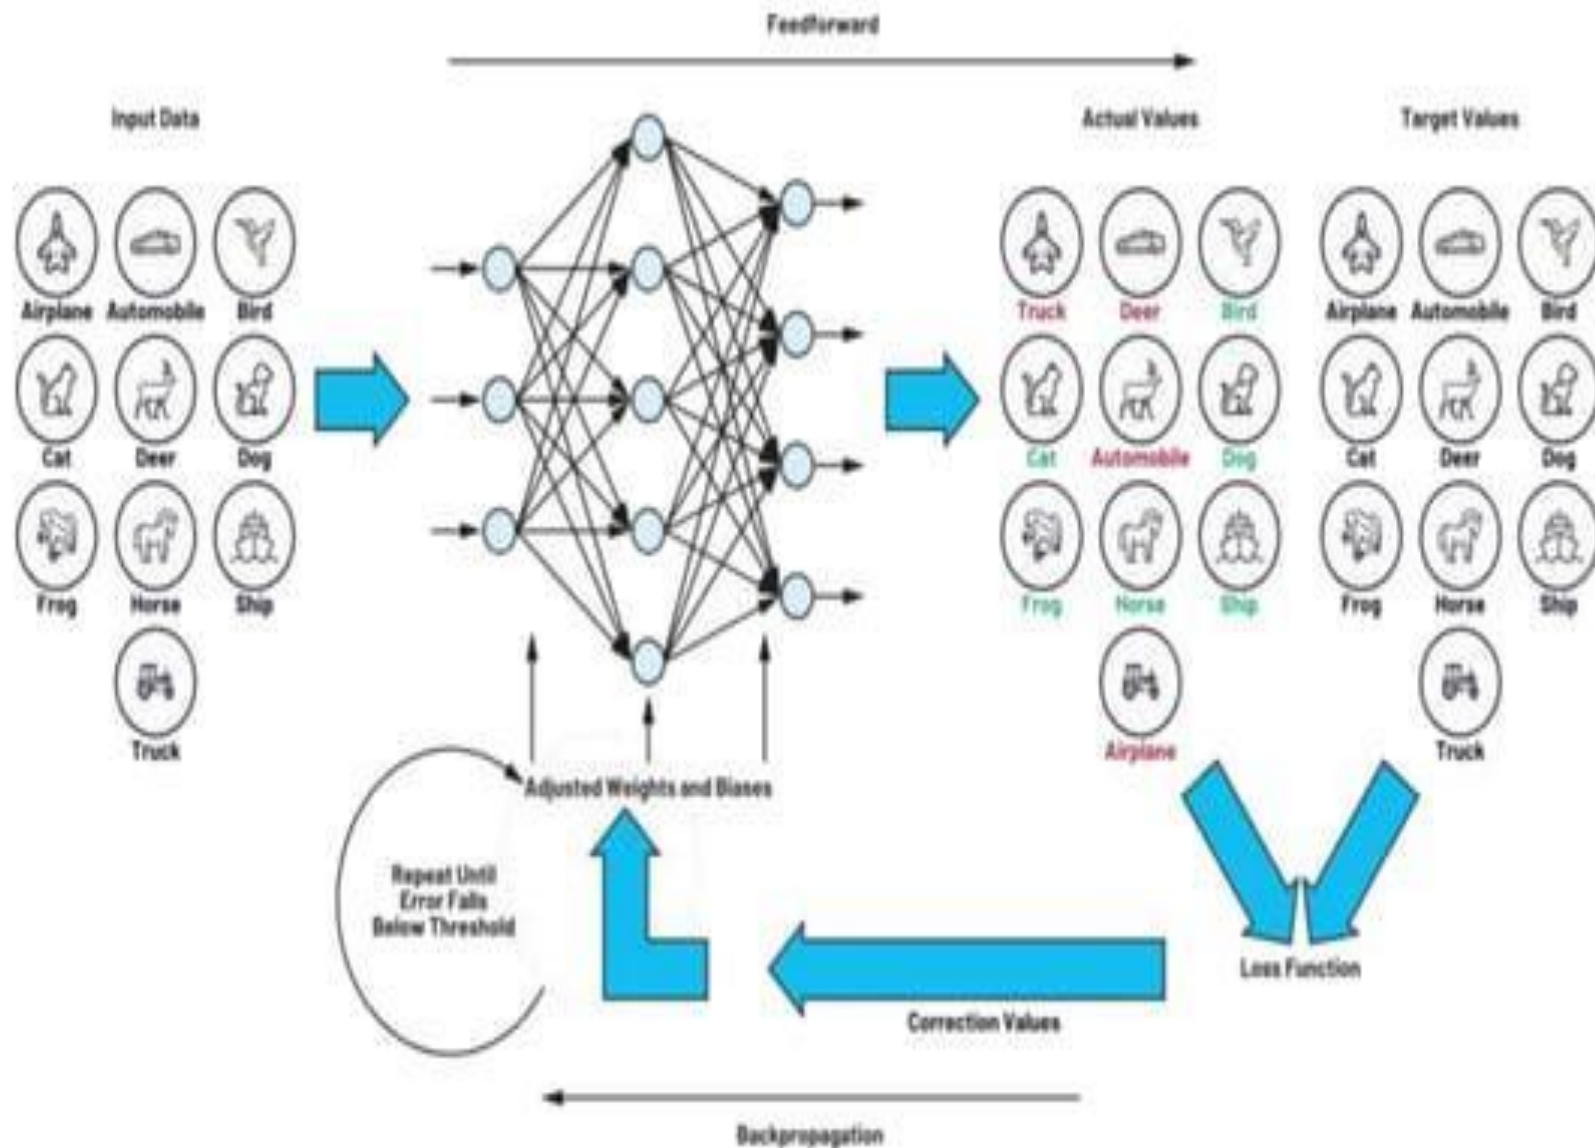 Feedforward
Input Data
Actual Values
Target Values
Airplane Automobile Bird
Cat Deer Dog
Frog Horse Ship
Truck
Truck Deer Bird
Cat Automobile Dog
Frog Horse Ship
Airplane
Airplane Automobile Bird
Cat Deer Dog
Frog Horse Ship
Truck
Adjusted Weights and Biases
Repeat Until
Error Falls
Below Threshold
Loss Function
Correction Values
Backpropagation